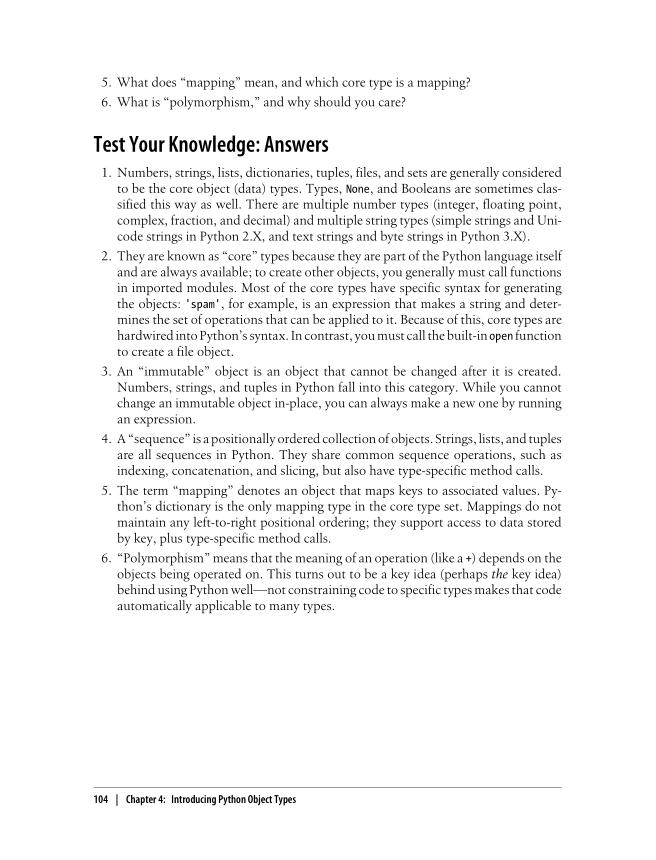 5. What does “mapping” mean, and which core type is a mapping?
6. What is “polymorphism,” and why should you care?
Test Your Knowledge: Answers
1. Numbers, strings, lists, dictionaries, tuples, files, and sets are generally considered
to be the core object (data) types. Types, None, and Booleans are sometimes clas-
sified this way as well. There are multiple number types (integer, floating point,
complex, fraction, and decimal) and multiple string types (simple strings and Uni-
code strings in Python 2.X, and text strings and byte strings in Python 3.X).
2. They are known as “core” types because they are part of the Python language itself
and are always available; to create other objects, you generally must call functions
in imported modules. Most of the core types have specific syntax for generating
the objects: 'spam', for example, is an expression that makes a string and deter-
mines the set of operations that can be applied to it. Because of this, core types are
hardwired into Python’s syntax. In contrast, you must call the built-in open function
to create a file object.
3. An “immutable” object is an object that cannot be changed after it is created.
Numbers, strings, and tuples in Python fall into this category. While you cannot
change an immutable object in-place, you can always make a new one by running
an expression.
4. A “sequence” is a positionally ordered collection of objects. Strings, lists, and tuples
are all sequences in Python. They share common sequence operations, such as
indexing, concatenation, and slicing, but also have type-specific method calls.
5. The term “mapping” denotes an object that maps keys to associated values. Py-
thon’s dictionary is the only mapping type in the core type set. Mappings do not
maintain any left-to-right positional ordering; they support access to data stored
by key, plus type-specific method calls.
6. “Polymorphism” means that the meaning of an operation (like a +) depends on the
objects being operated on. This turns out to be a key idea (perhaps the key idea)
behind using Python well—not constraining code to specific types makes that code
automatically applicable to many types.
104 | Chapter 4: Introducing Python Object Types